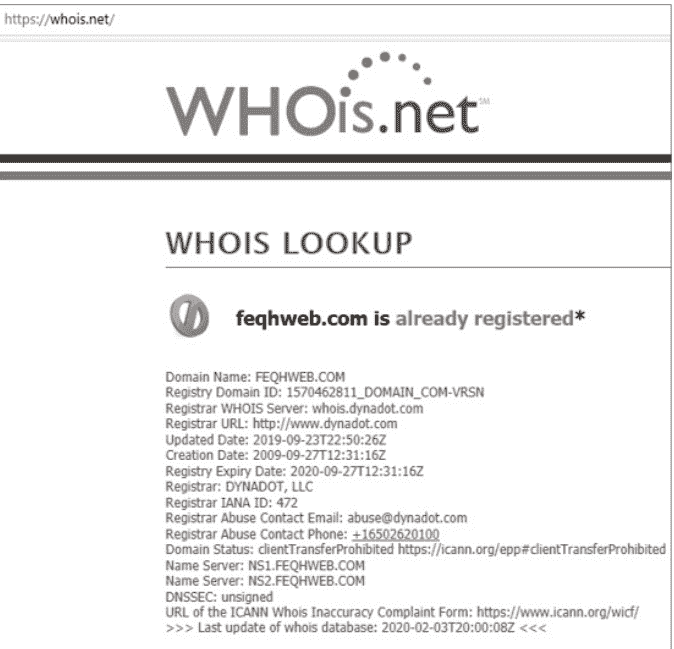 https://whois.net/
WHOis.net℠
WHOIS LOOKUP
feqhweb.com is already registered*
Domain Name: FEQHWEB.COM
Registry Domain ID: 1570462811_DOMAIN_COM-VRSN
Registrar WHOIS Server: whois.dynadot.com
Registrar URL: http://www.dynadot.com
Updated Date: 2019-09-23T22:50:26Z
Creation Date: 2009-09-27T12:31:16Z
Registry Expiry Date: 2020-09-27T12:31:16Z
Registrar: DYNADOT, LLC
Registrar IANA ID: 472
Registrar Abuse Contact Email: abuse@dynadot.com
Registrar Abuse Contact Phone: +16502620100
Domain Status: clientTransferProhibited https://icann.org/epp#clientTransferProhibited
Name Server: NS1.FEQHWEB.COM
Name Server: NS2.FEQHWEB.COM
DNSSEC: unsigned
URL of the ICANN Whois Inaccuracy Complaint Form: https://www.icann.org/wicf/
>>> Last update of whois database: 2020-02-03T20:00:08Z <<<